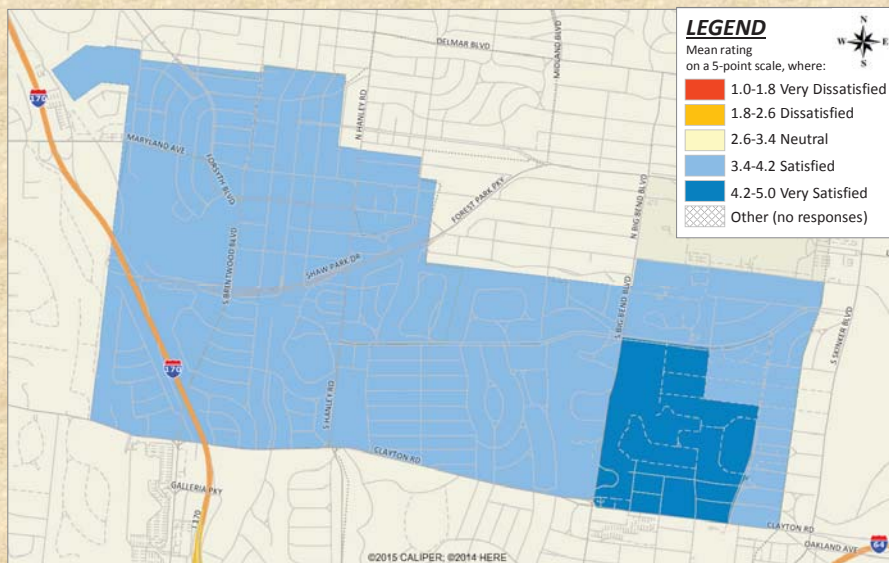 LEGEND
Mean rating
on a 5-point scale, where:
1.0-1.8 Very Dissatisfied
1.8-2.6 Dissatisfied
2.6-3.4 Neutral
3.4-4.2 Satisfied
4.2-5.0 Very Satisfied
Other (no responses)
N
W
E
S
DELMAR BLVD
MIDLAND BLVD
N HANLEY RD
170
MARYLAND AVE
FORSYTH BLVD
FOREST PARK PKY
N BIG BEND BLVD
SHAW PARK DR
S BRENTWOOD BLVD
S BIG BEND BLVD
S SKINKER BLVD
170
S HANLEY RD
CLAYTON RD
GALLERIA PKY
I 170
CLAYTON RD
OAKLAND AVE
64
©2015 CALIPER; ©2014 HERE